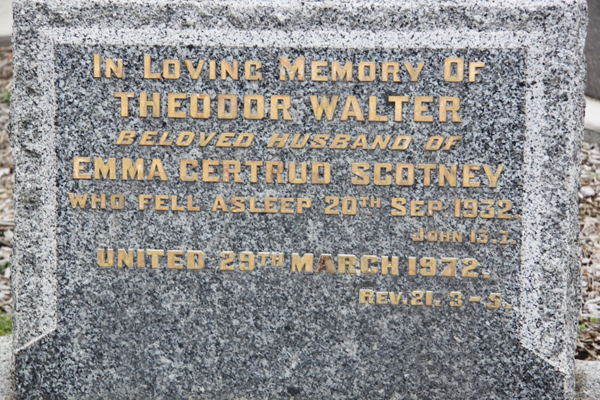 In Loving Memory Of
THEODOR WALTER
BELOVED HUSBAND OF
EMMA GERTRUD SCOTNEY
WHO FELL ASLEEP 20TH SEP. 1932.
JOHN 13.7.
UNITED 29TH MARCH 1972.
REV. 21. 3-5.